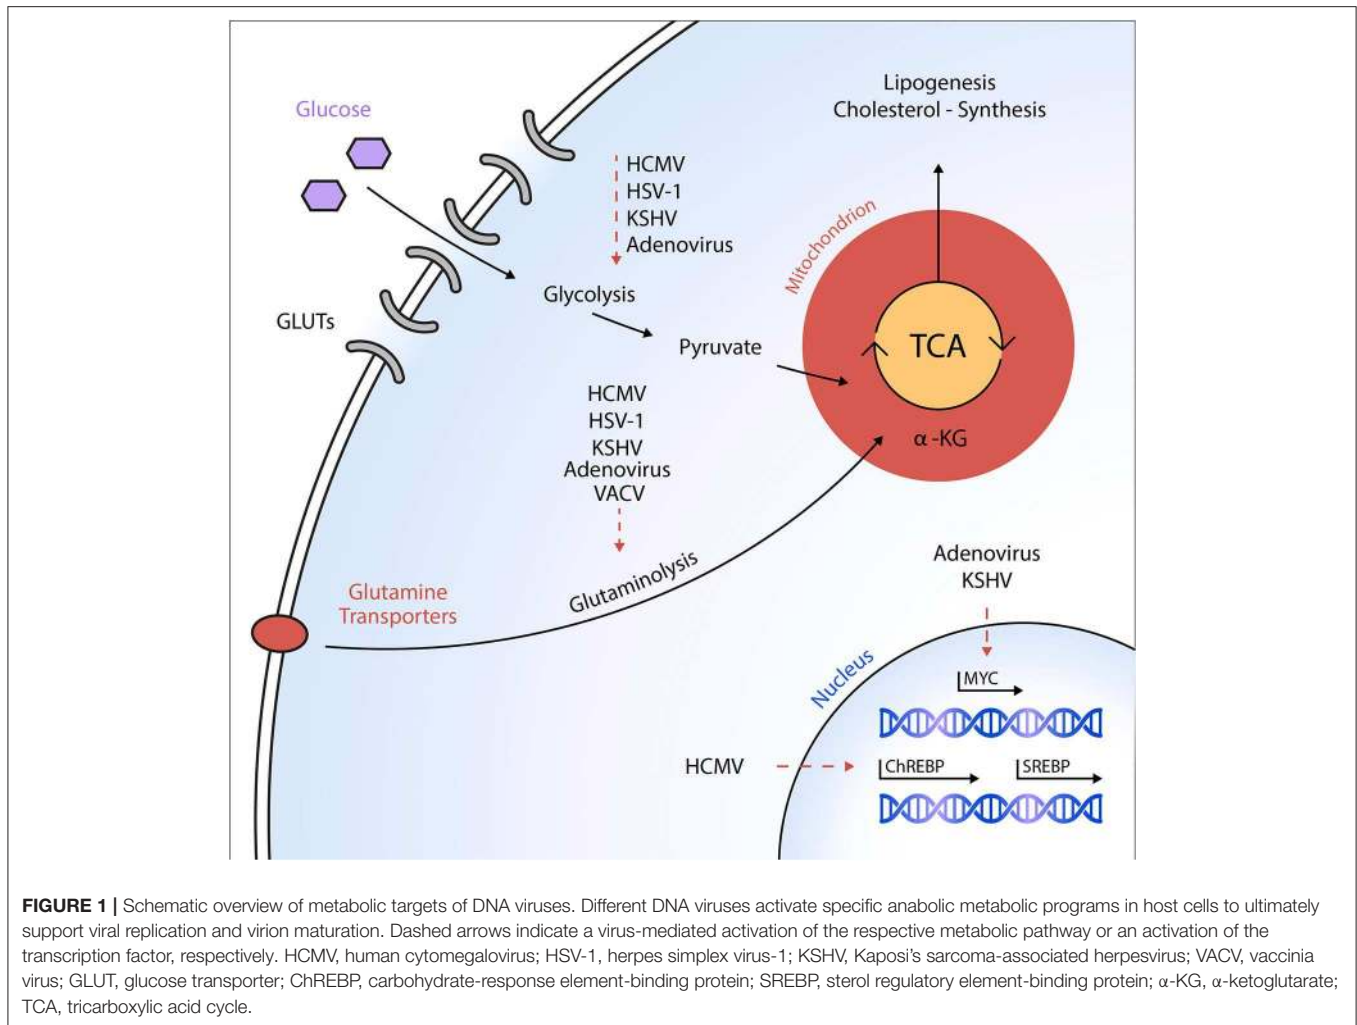 Glucose
GLUTs
HCMV
HSV-1
KSHV
Adenovirus
Glycolysis
Pyruvate
Lipogenesis
Cholesterol - Synthesis
Mitochondrion
TCA
α -KG
HCMV
HSV-1
KSHV
Adenovirus
VACV
Glutaminolysis
Glutamine
Transporters
Adenovirus
KSHV
Nucleus
MYC
HCMV
ChREBP
SREBP
FIGURE 1 | Schematic overview of metabolic targets of DNA viruses. Different DNA viruses activate specific anabolic metabolic programs in host cells to ultimately
support viral replication and virion maturation. Dashed arrows indicate a virus-mediated activation of the respective metabolic pathway or an activation of the
transcription factor, respectively. HCMV, human cytomegalovirus; HSV-1, herpes simplex virus-1; KSHV, Kaposi's sarcoma-associated herpesvirus; VACV, vaccinia
virus; GLUT, glucose transporter; ChREBP, carbohydrate-response element-binding protein; SREBP, sterol regulatory element-binding protein; α-KG, α-ketoglutarate;
TCA, tricarboxylic acid cycle.